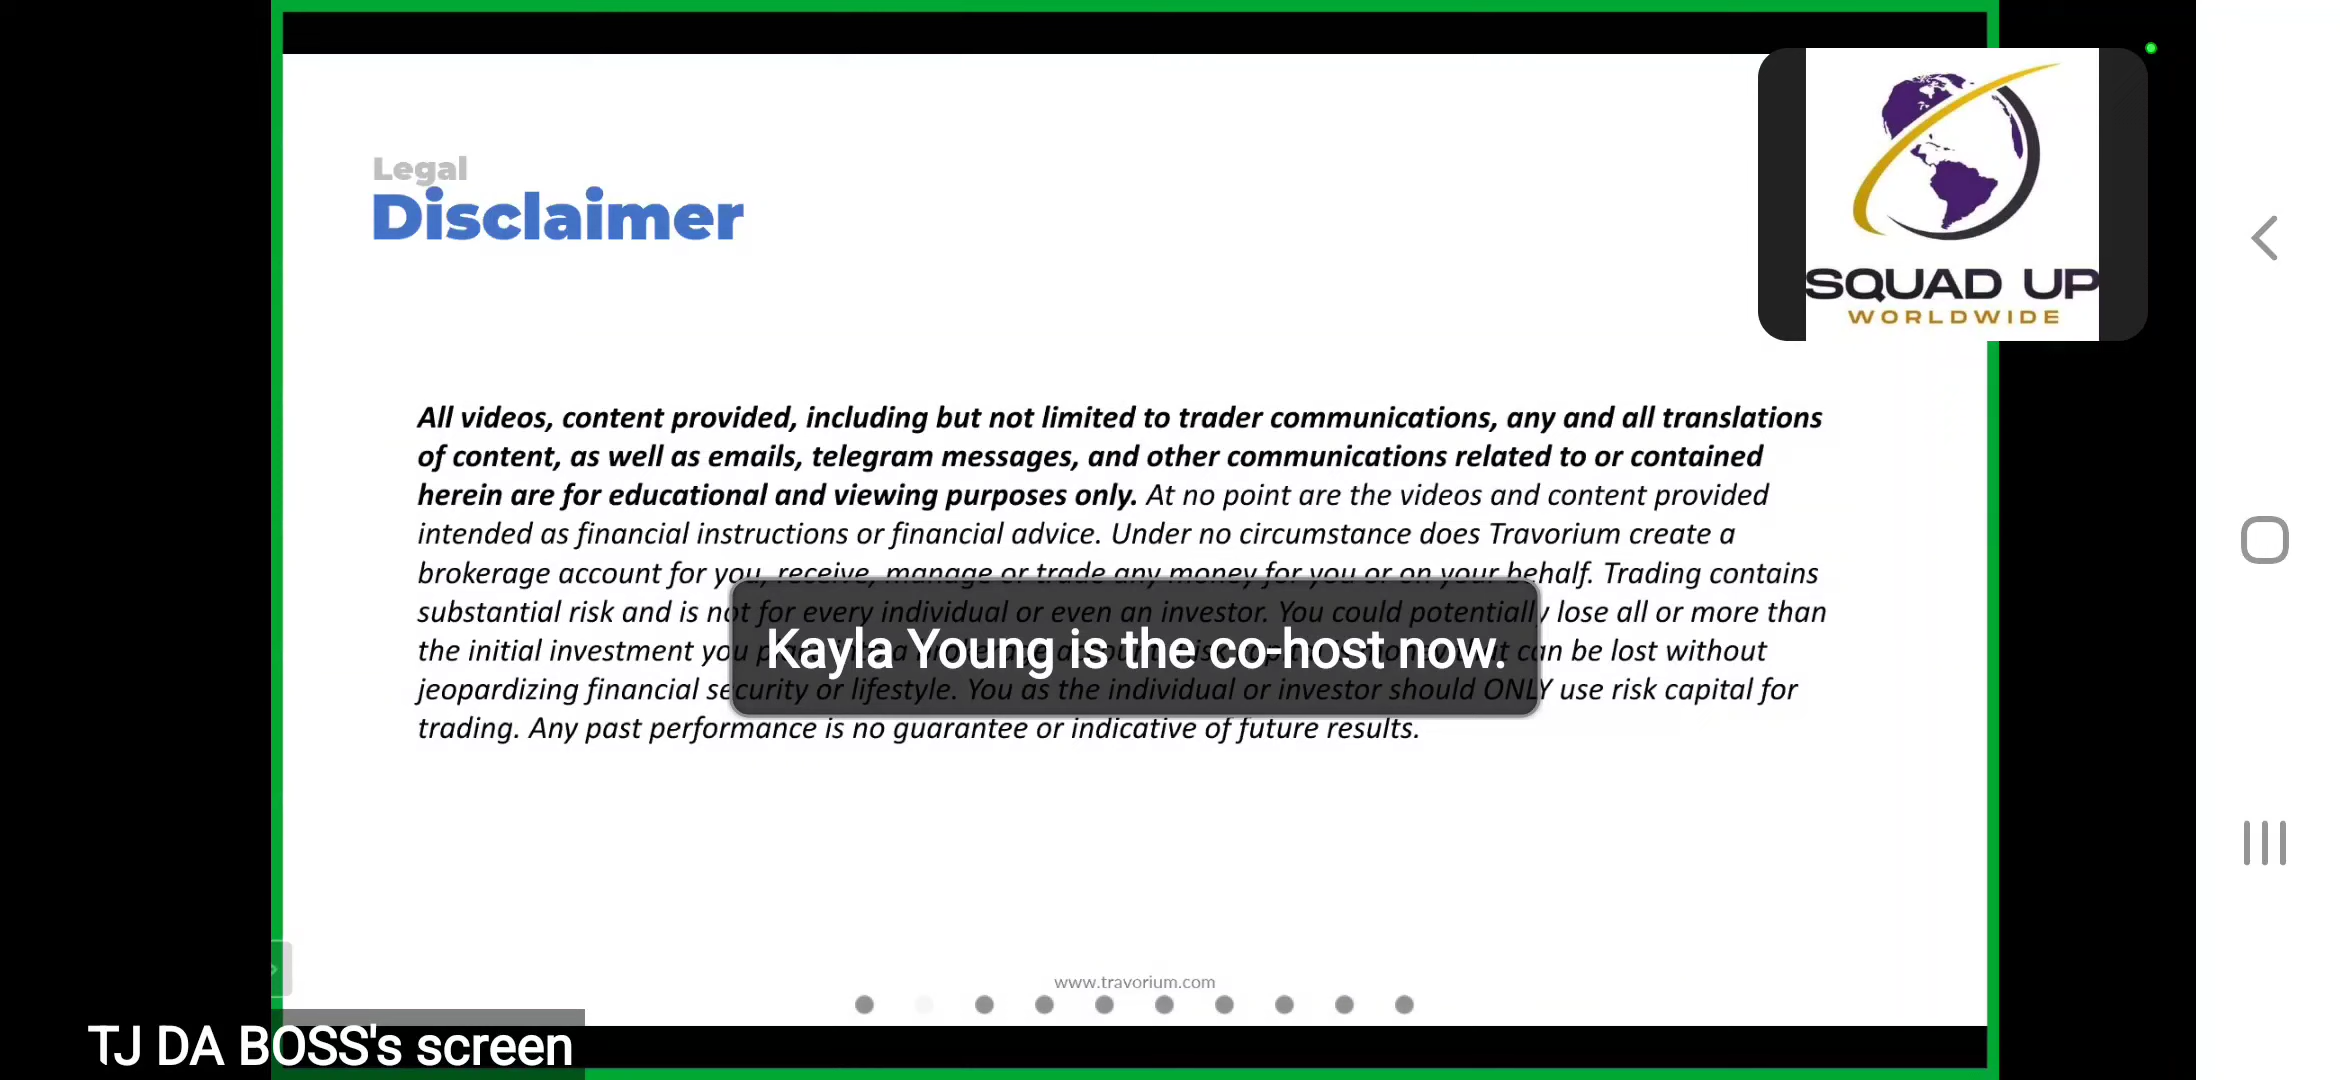 Legal
Disclaimer
SQUAD UP
WORLDWIDE
All videos, content provided, including but not limited to trader communications, any and all translations
of content, as well as emails, telegram messages, and other communications related to or contained
herein are for educational and viewing purposes only. At no point are the videos and content provided
intended as financial instructions or financial advice. Under no circumstance does Travorium create a
brokerage account for you, receive, manage or trade any money for you or on your behalf. Trading contains
substantial risk and is not for every individual or even an investor. You could potentially lose all or more than
the initial investment you can be lost without
Kayla Young is the co-host now.
jeopardizing financial security or lifestyle. You as the individual or investor should ONLY use risk capital for
trading. Any past performance is no guarantee or indicative of future results.
www.travorium.com
TJ DA BOSS's screen